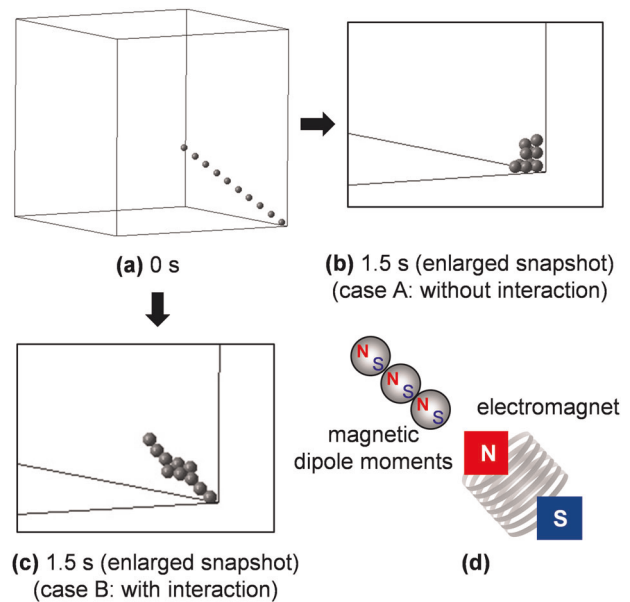 (a) 0 s
(b) 1.5 s (enlarged snapshot)
(case A: without interaction)
(c) 1.5 s (enlarged snapshot)
(case B: with interaction)
N
S
N
S
N
S
magnetic
dipole moments
electromagnet
N
S
(d)